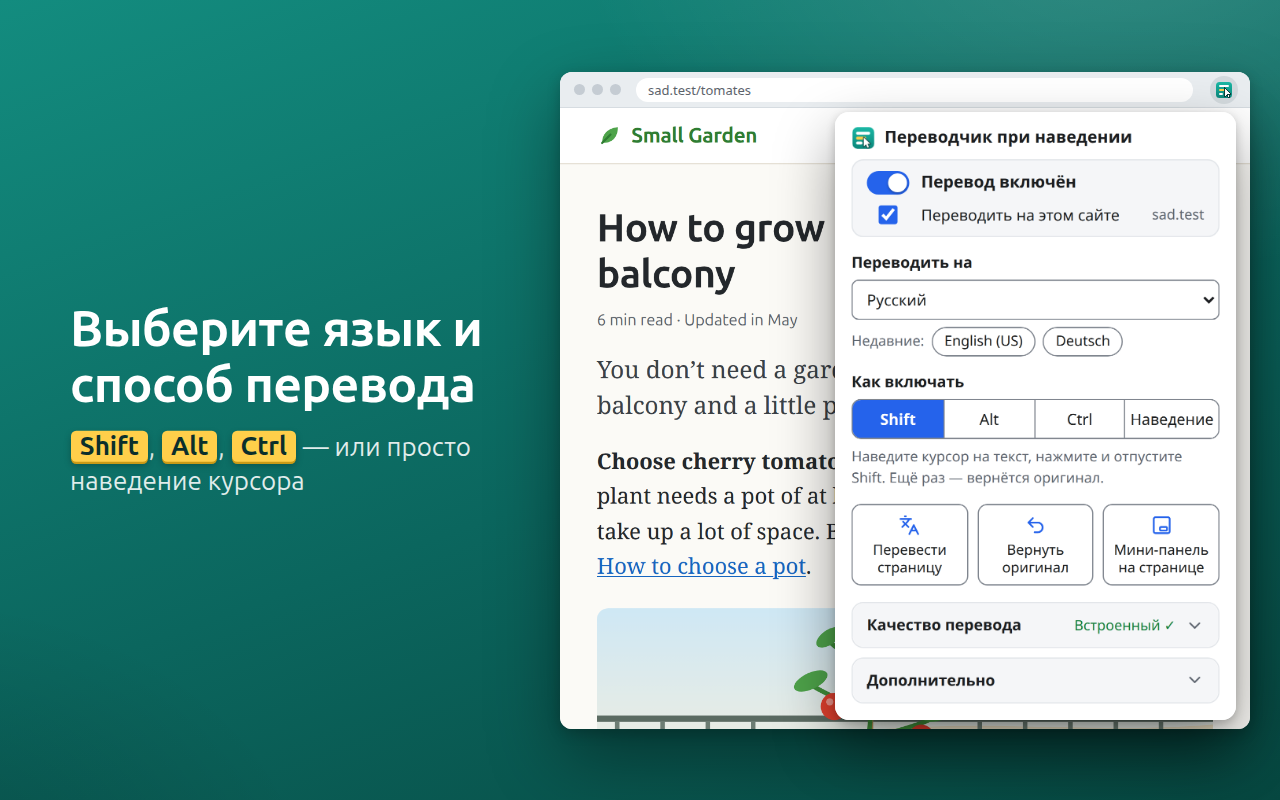 Выберите язык и
способ перевода
Shift, Alt, Ctrl — или просто
наведение курсора
sad.test/tomates
Small Garden
How to grow
balcony
6 min read · Updated in May
You don’t need a
balcony and a little
Choose cherry
plant needs a pot of at
take up a lot of space.
How to choose a pot.
Переводчик при наведении
Перевод включён
Переводить на этом сайте sad.test
Переводить на
Русский
Недавние: English (US) Deutsch
Как включать
Shift Alt Ctrl Наведение
Наведите курсор на текст, нажмите и отпустите
Shift. Ещё раз — вернётся оригинал.
Перевести
страницу
Вернуть
оригинал
Мини-панель
на странице
Качество перевода Встроенный ✓
Дополнительно